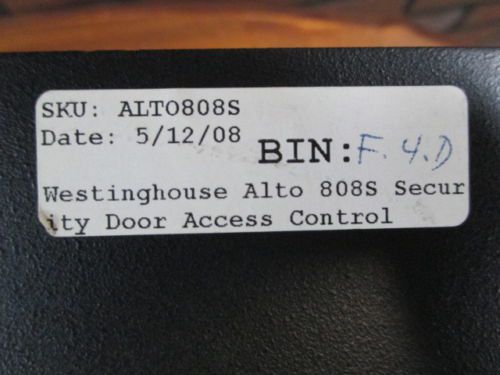 SKU: ALTO808S
Date: 5/12/08
BIN: F.4.D
Westinghouse Alto 808S Secur
ity Door Access Control